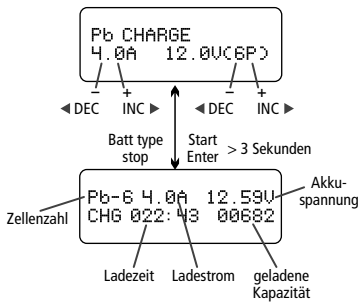 Pb CHARGE
4.0A 12.0V(6P)
– + – +
◄ DEC INC ► ◄ DEC INC ►
Batt type stop
Start Enter > 3 Sekunden
Pb-6 4.0A 12.59V
CHG 022:43 00682
Zellenzahl
Akku-
spannung
Ladezeit Ladestrom geladene
Kapazität